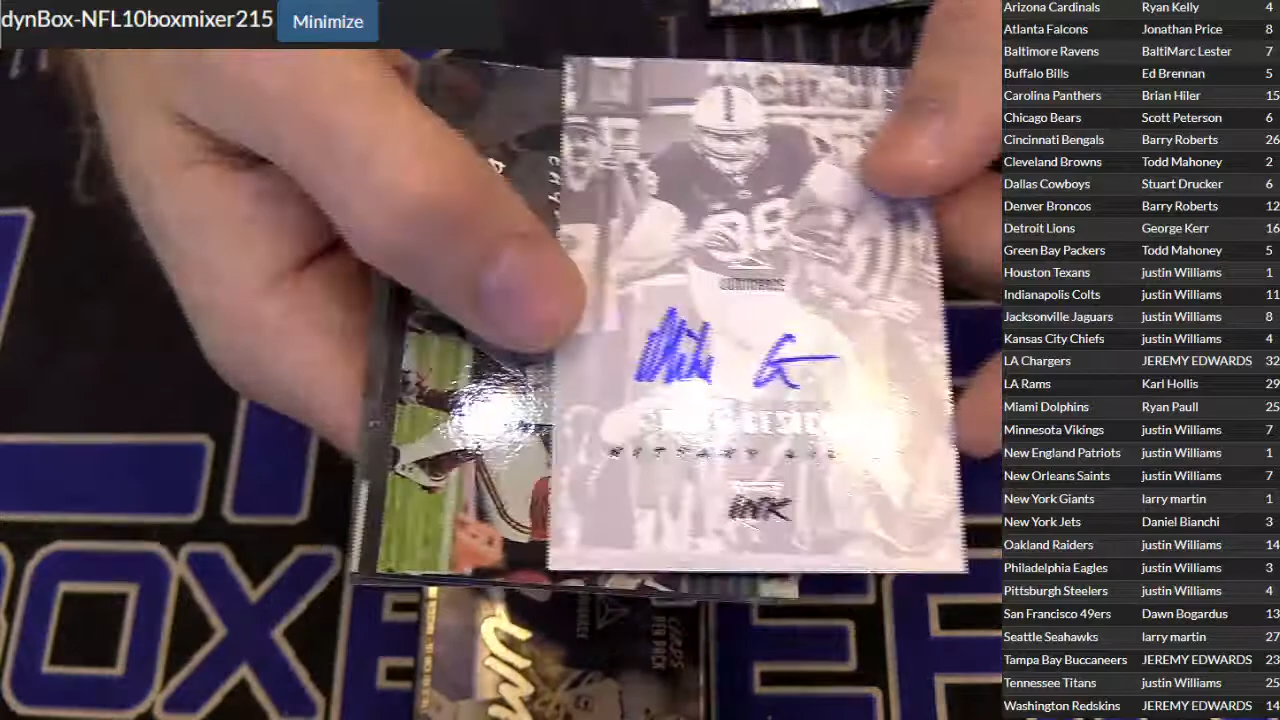 dynBox-NFL10boxmixer215 Minimize
Arizona Cardinals Ryan Kelly 4
Atlanta Falcons Jonathan Price 8
Baltimore Ravens BaltiMarc Lester 7
Buffalo Bills Ed Brennan 5
Carolina Panthers Brian Hiler 15
Chicago Bears Scott Peterson 6
Cincinnati Bengals Barry Roberts 26
Cleveland Browns Todd Mahoney 2
Dallas Cowboys Stuart Drucker 6
Denver Broncos Barry Roberts 12
Detroit Lions George Kerr 16
Green Bay Packers Todd Mahoney 5
Houston Texans justin Williams 1
Indianapolis Colts justin Williams 11
Jacksonville Jaguars justin Williams 8
Kansas City Chiefs justin Williams 4
LA Chargers JEREMY EDWARDS 32
LA Rams Karl Hollis 29
Miami Dolphins Ryan Paull 25
Minnesota Vikings justin Williams 7
New England Patriots justin Williams 5
New Orleans Saints justin Williams 7
New York Giants larry martin 1
New York Jets Daniel Bianchi 3
Oakland Raiders justin Williams 14
Philadelphia Eagles justin Williams 3
Pittsburgh Steelers justin Williams 4
San Francisco 49ers Dawn Bogardus 13
Seattle Seahawks larry martin 27
Tampa Bay Buccaneers JEREMY EDWARDS 23
Tennessee Titans justin Williams 25
Washington Redskins JEREMY EDWARDS 14
INK
BOX